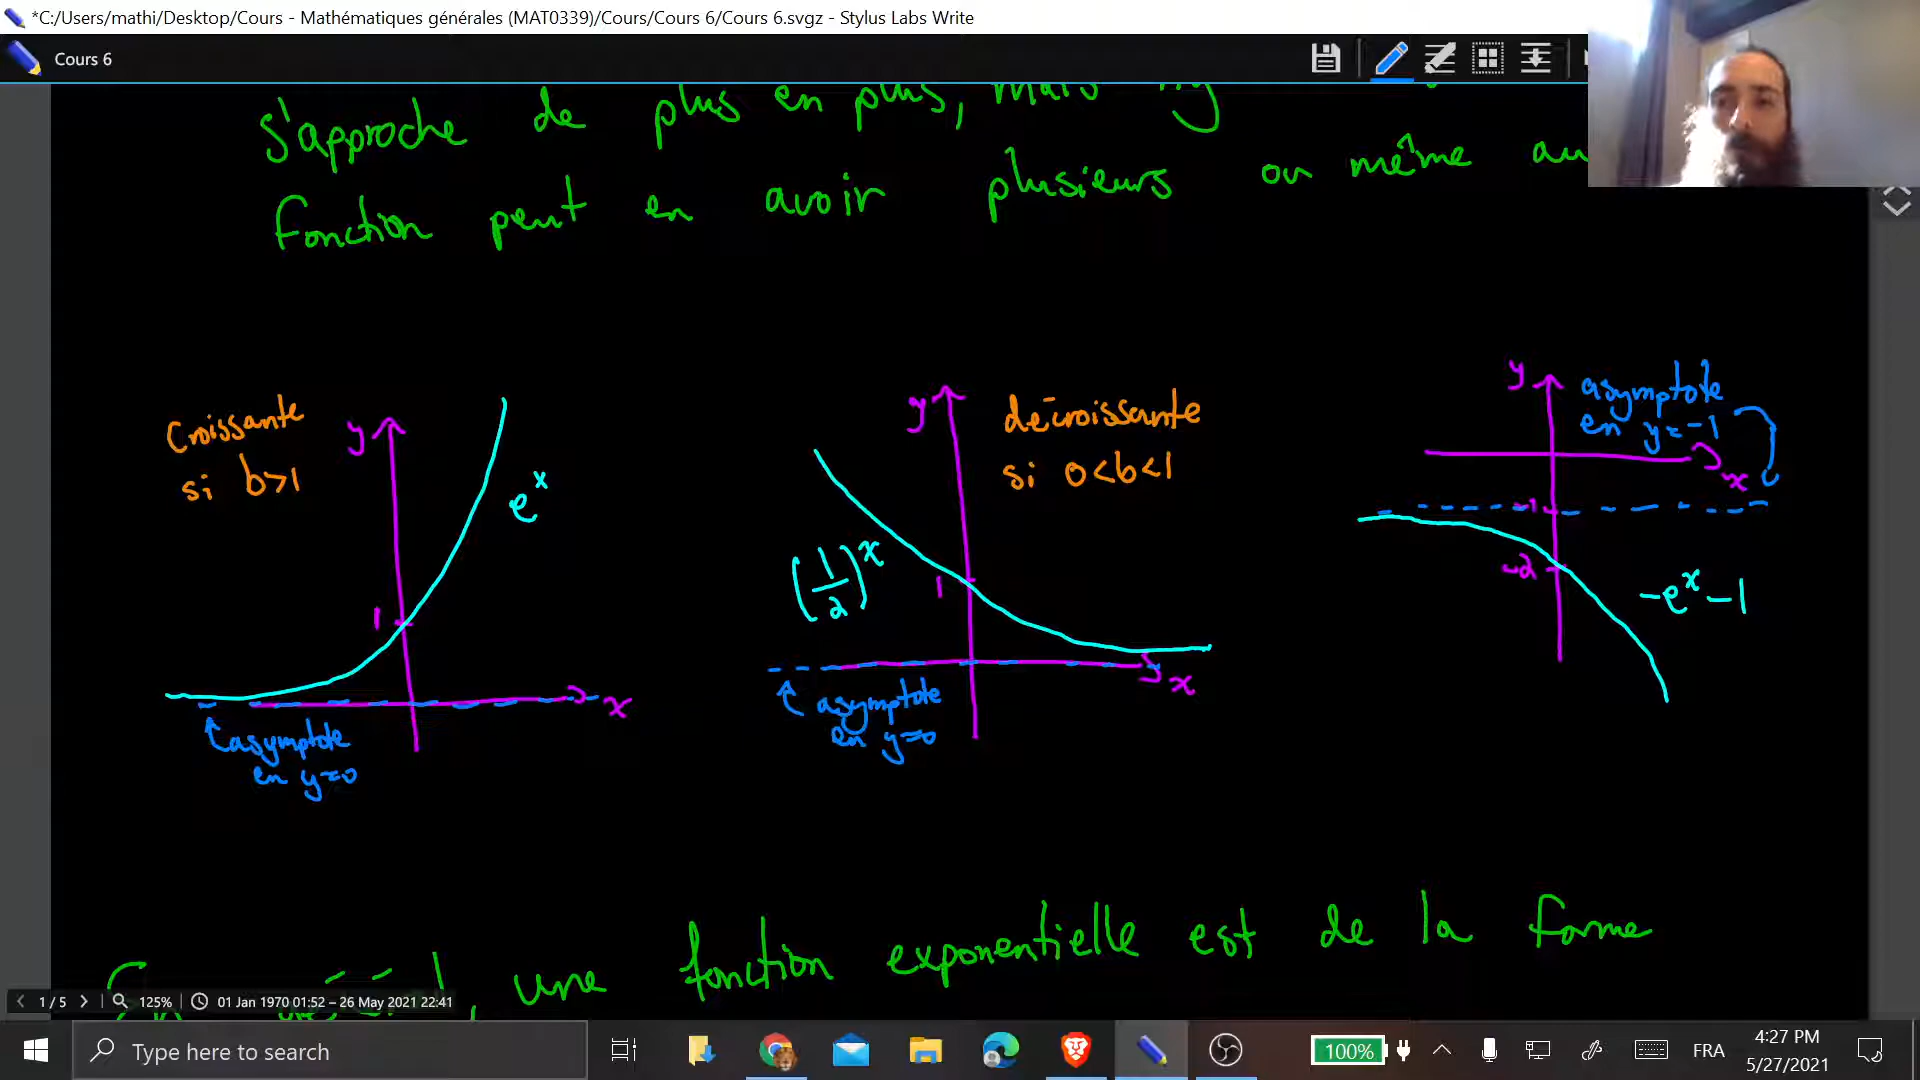 *C:/Users/mathi/Desktop/Cours - Mathématiques générales (MAT0339)/Cours/Cours 6/Cours 6.svgz - Stylus Labs Write
Cours 6
s'approche de plus en plus, mais
fonction peut en avoir plusieurs ou même au
Croissante
si b>1
y
e^x
1
x
asymptote
en y=0
y
décroissante
si 0<b<1
(1/2)^x
1
x
asymptote
en y=0
y
asymptote
en y=-1
x
-1
-2
-e^x-1
En général, une fonction exponentielle est de la forme
1 / 5
125%
01 Jan 1970 01:52 – 26 May 2021 22:41
Type here to search
100%
FRA
4:27 PM
5/27/2021